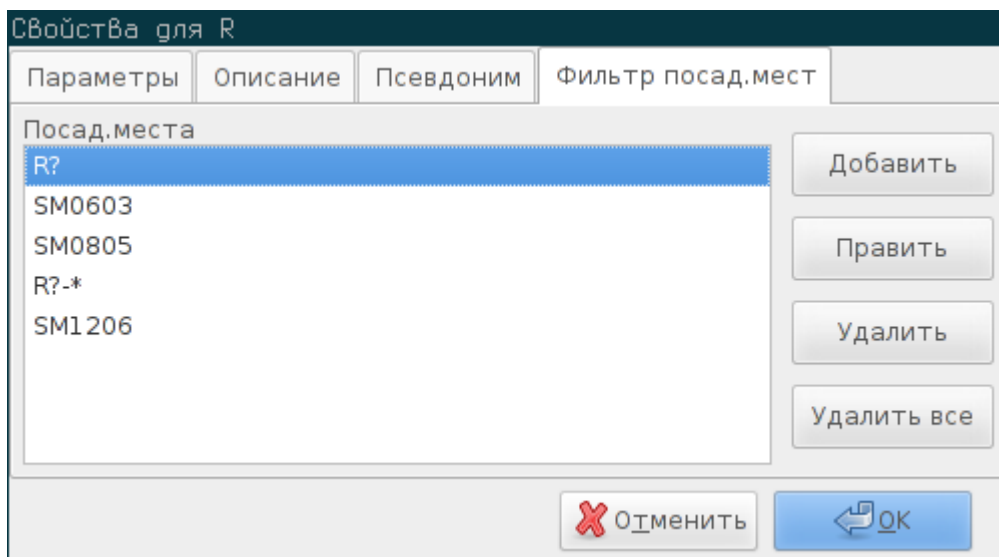 Свойства для R
Параметры Описание Псевдоним Фильтр посад.мест
Посад.места
R?
SM0603
SM0805
R?-*
SM1206
Добавить
Править
Удалить
Удалить все
Отменить OK